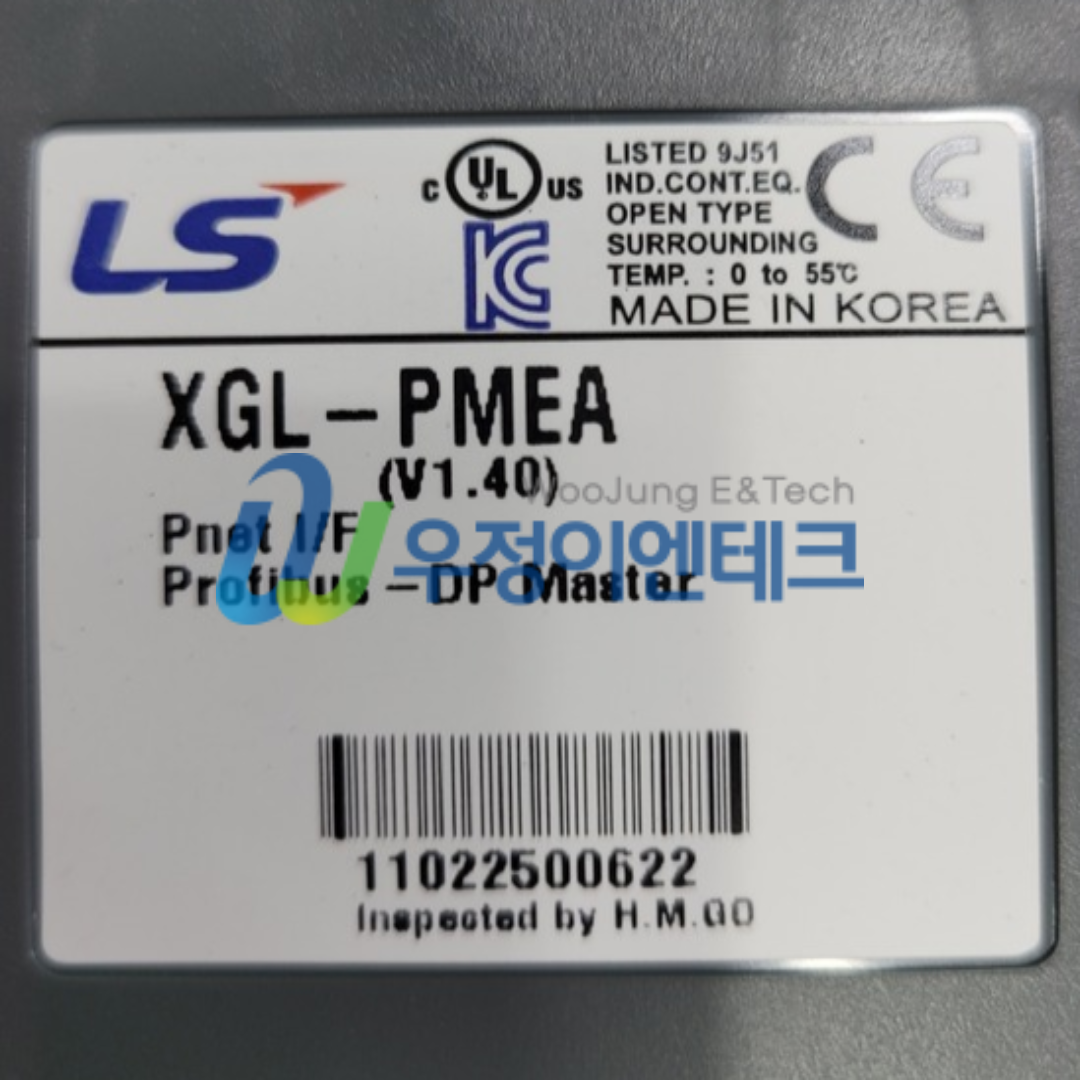 LS
C UL US
LISTED 9J51
IND.CONT.EQ.
OPEN TYPE
SURROUNDING
TEMP. : 0 to 55℃
CE
MADE IN KOREA
XGL-PMEA
(V1.40)
WooJung E&Tech
우정이엔테크
Pnet I/F
Profibus-DP Master
11022500622
Inspected by H.M.GO